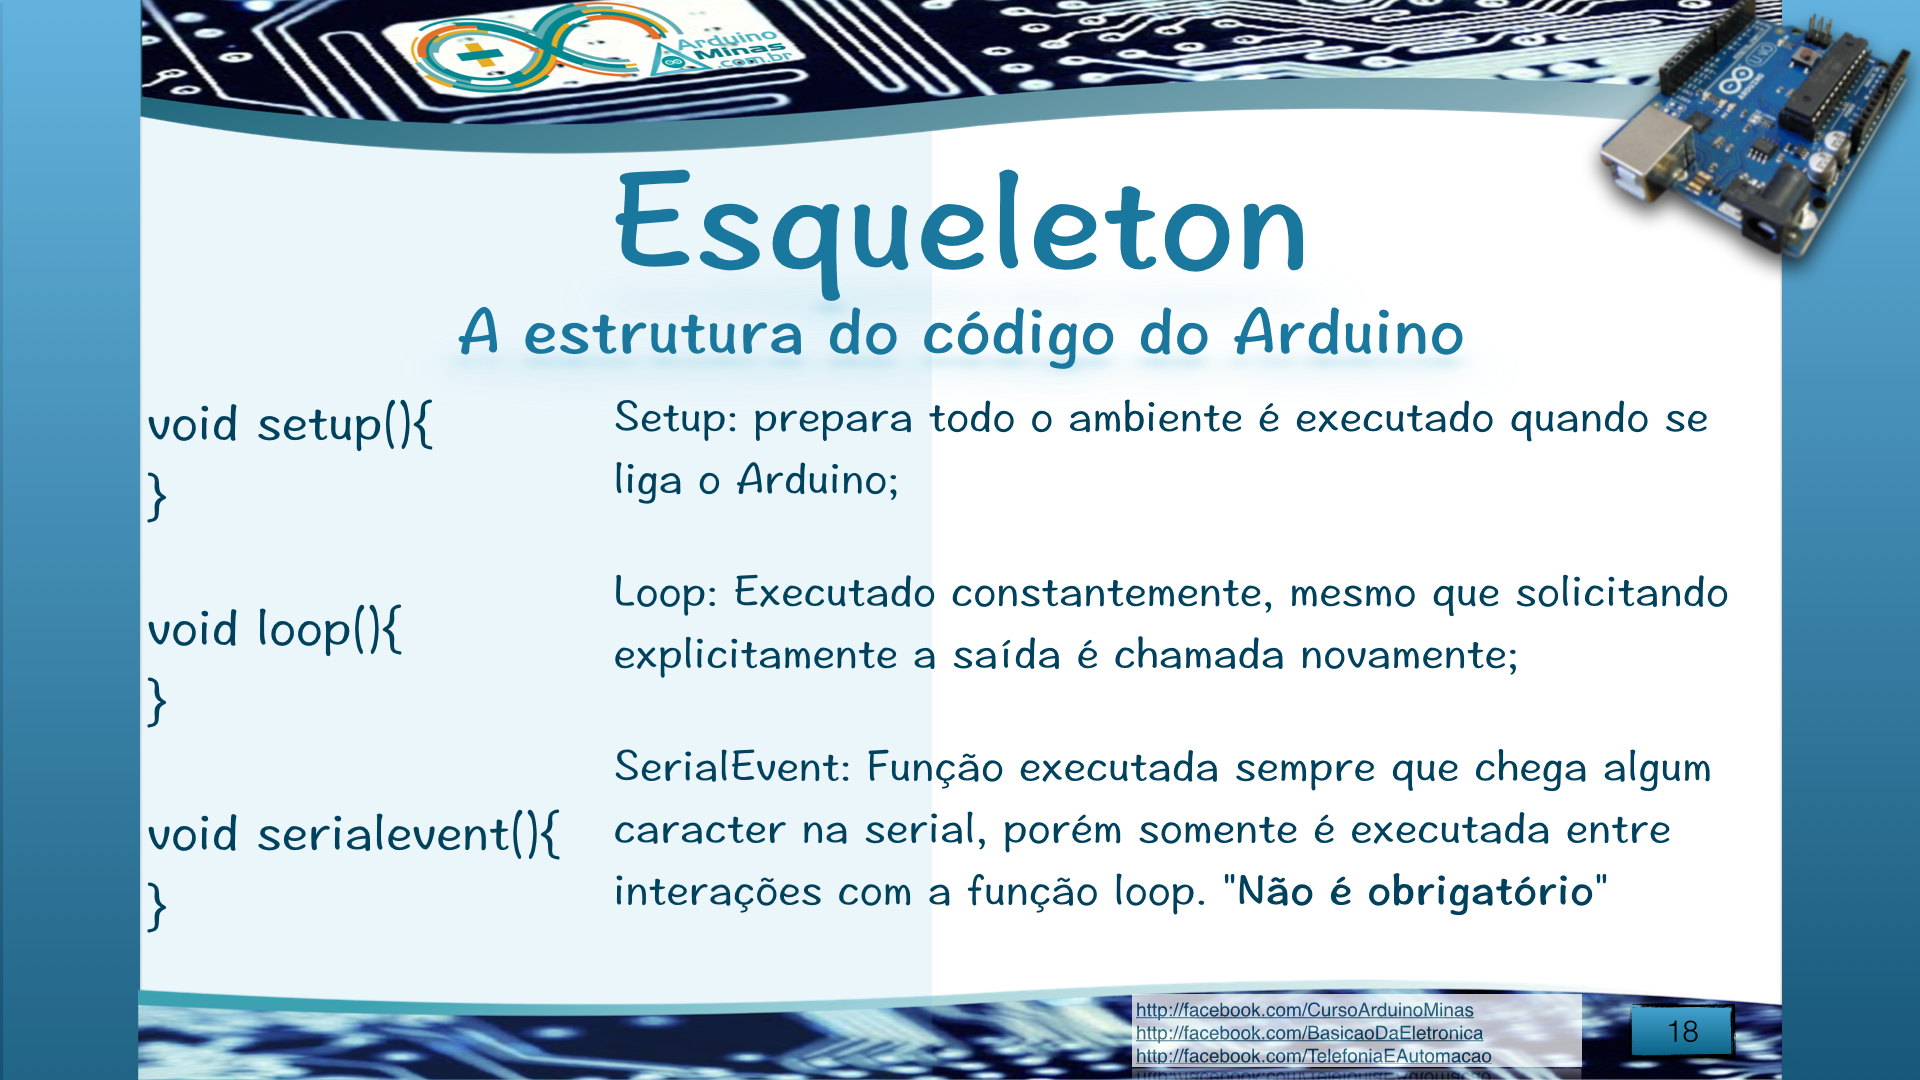 Arduino
Minas
.com.br
Esqueleton
A estrutura do código do Arduino
void setup(){
}
void loop(){
}
void serialevent(){
}
Setup: prepara todo o ambiente é executado quando se
liga o Arduino;
Loop: Executado constantemente, mesmo que solicitando
explicitamente a saída é chamada novamente;
SerialEvent: Função executada sempre que chega algum
caracter na serial, porém somente é executada entre
interações com a função loop. "Não é obrigatório"
http://facebook.com/CursoArduinoMinas
http://facebook.com/BasicaoDaEletronica
http://facebook.com/TelefoniaEAutomacao
18